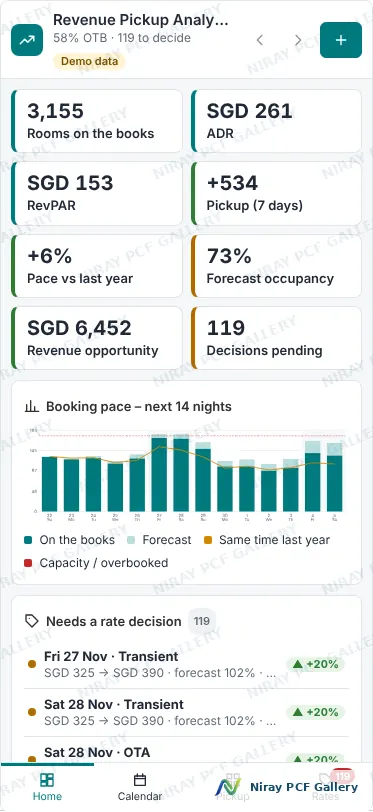 Revenue Pickup Analy...
58% OTB · 119 to decide
Demo data
3,155
Rooms on the books
SGD 261
ADR
SGD 153
RevPAR
+534
Pickup (7 days)
+6%
Pace vs last year
73%
Forecast occupancy
SGD 6,452
Revenue opportunity
119
Decisions pending
Booking pace – next 14 nights
On the books
Forecast
Same time last year
Capacity / overbooked
Needs a rate decision 119
Fri 27 Nov · Transient
SGD 325 → SGD 390 · forecast 102% · ...
+20%
Sat 28 Nov · Transient
SGD 325 → SGD 390 · forecast 102% · ...
+20%
Sat 28 Nov · OTA
+20%
Home
Calendar
Pickup
Rates
119
Niray PCF Gallery
NIRAY PCF GALLERY